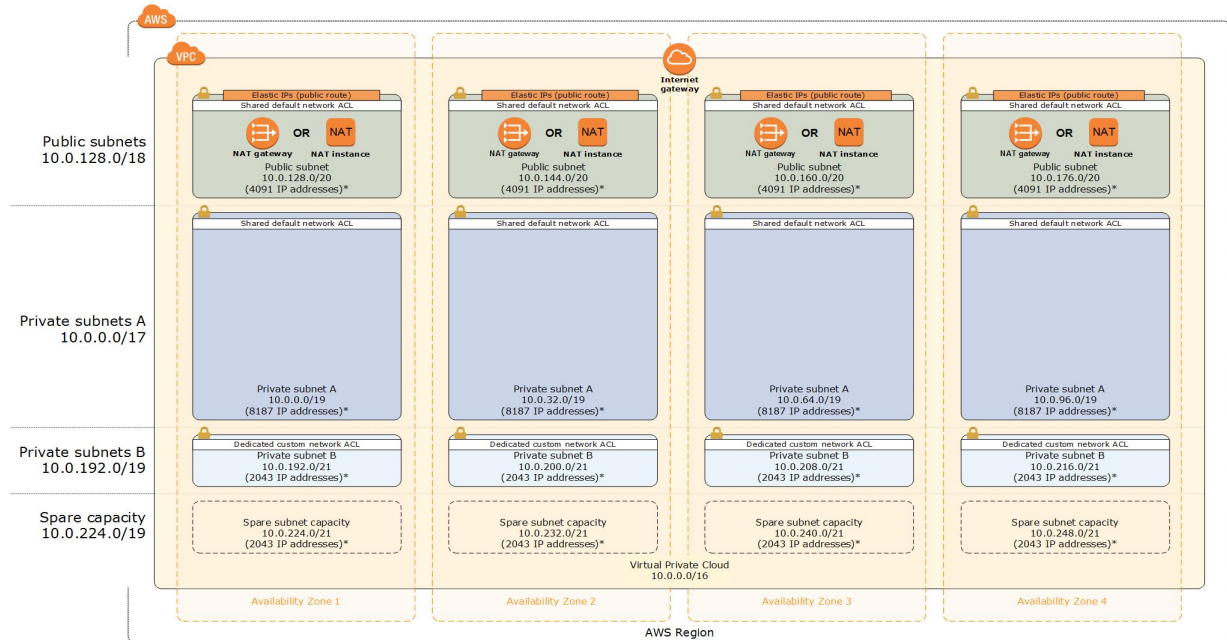 AWS
VPC
Internet
gateway
Public subnets
10.0.128.0/18
Elastic IPs (public route)
Shared default network ACL
OR
NAT
NAT gateway
NAT instance
Public subnet
10.0.128.0/20
(4091 IP addresses)*
Elastic IPs (public route)
Shared default network ACL
OR
NAT
NAT gateway
NAT instance
Public subnet
10.0.144.0/20
(4091 IP addresses)*
Elastic IPs (public route)
Shared default network ACL
OR
NAT
NAT gateway
NAT instance
Public subnet
10.0.160.0/20
(4091 IP addresses)*
Elastic IPs (public route)
Shared default network ACL
OR
NAT
NAT gateway
NAT instance
Public subnet
10.0.176.0/20
(4091 IP addresses)*
Private subnets A
10.0.0.0/17
Shared default network ACL
Private subnet A
10.0.0.0/19
(8187 IP addresses)*
Shared default network ACL
Private subnet A
10.0.32.0/19
(8187 IP addresses)*
Shared default network ACL
Private subnet A
10.0.64.0/19
(8187 IP addresses)*
Shared default network ACL
Private subnet A
10.0.96.0/19
(8187 IP addresses)*
Private subnets B
10.0.192.0/19
Dedicated custom network ACL
Private subnet B
10.0.192.0/21
(2043 IP addresses)*
Dedicated custom network ACL
Private subnet B
10.0.200.0/21
(2043 IP addresses)*
Dedicated custom network ACL
Private subnet B
10.0.208.0/21
(2043 IP addresses)*
Dedicated custom network ACL
Private subnet B
10.0.216.0/21
(2043 IP addresses)*
Spare capacity
10.0.224.0/19
Spare subnet capacity
10.0.224.0/21
(2043 IP addresses)*
Spare subnet capacity
10.0.232.0/21
(2043 IP addresses)*
Spare subnet capacity
10.0.240.0/21
(2043 IP addresses)*
Spare subnet capacity
10.0.248.0/21
(2043 IP addresses)*
Virtual Private Cloud
10.0.0.0/16
Availability Zone 1
Availability Zone 2
Availability Zone 3
Availability Zone 4
AWS Region